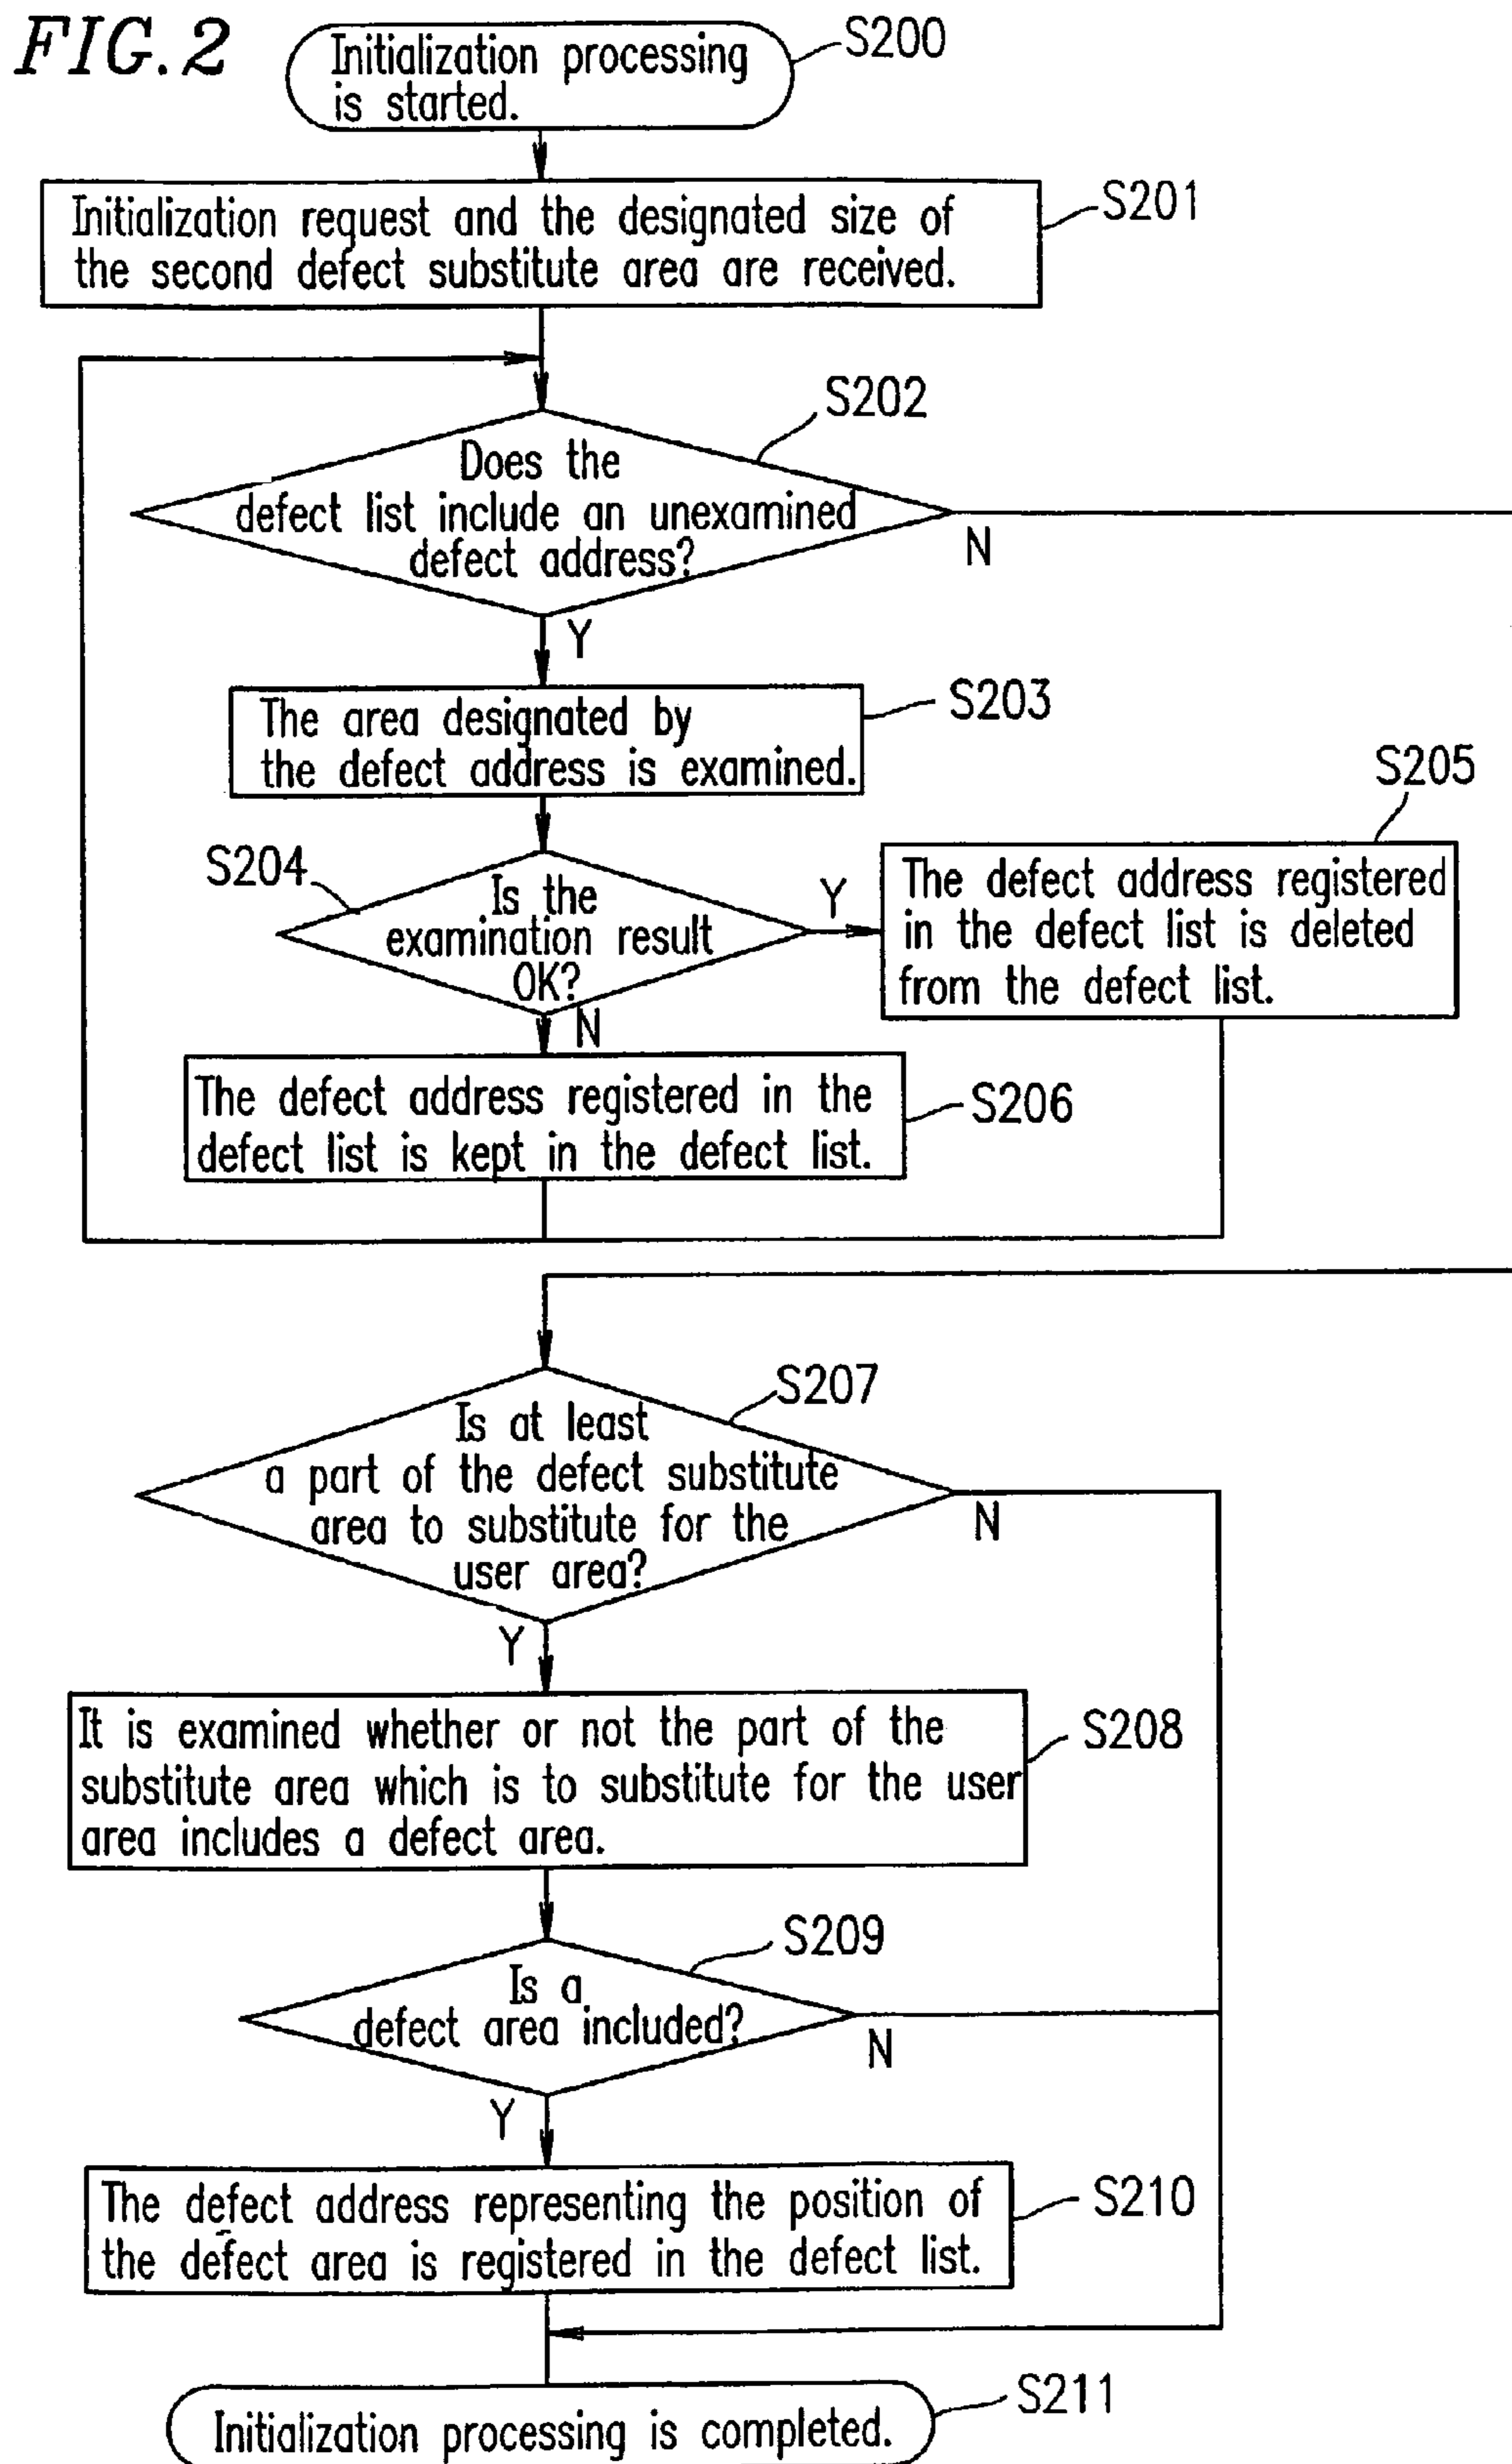 FIG. 2
Initialization processing
is started.
S200
Initialization request and the designated size of
the second defect substitute area are received.
S201
S202
Does the
defect list include an unexamined
defect address?
N
Y
The area designated by
the defect address is examined.
S203
S204
Is the
examination result
OK?
Y
N
S205
The defect address registered
in the defect list is deleted
from the defect list.
The defect address registered in the
defect list is kept in the defect list.
S206
S207
Is at least
a part of the defect substitute
area to substitute for the
user area?
N
Y
It is examined whether or not the part of the
substitute area which is to substitute for the user
area includes a defect area.
S208
S209
Is a
defect area included?
N
Y
The defect address representing the position of
the defect area is registered in the defect list.
S210
Initialization processing is completed.
S211